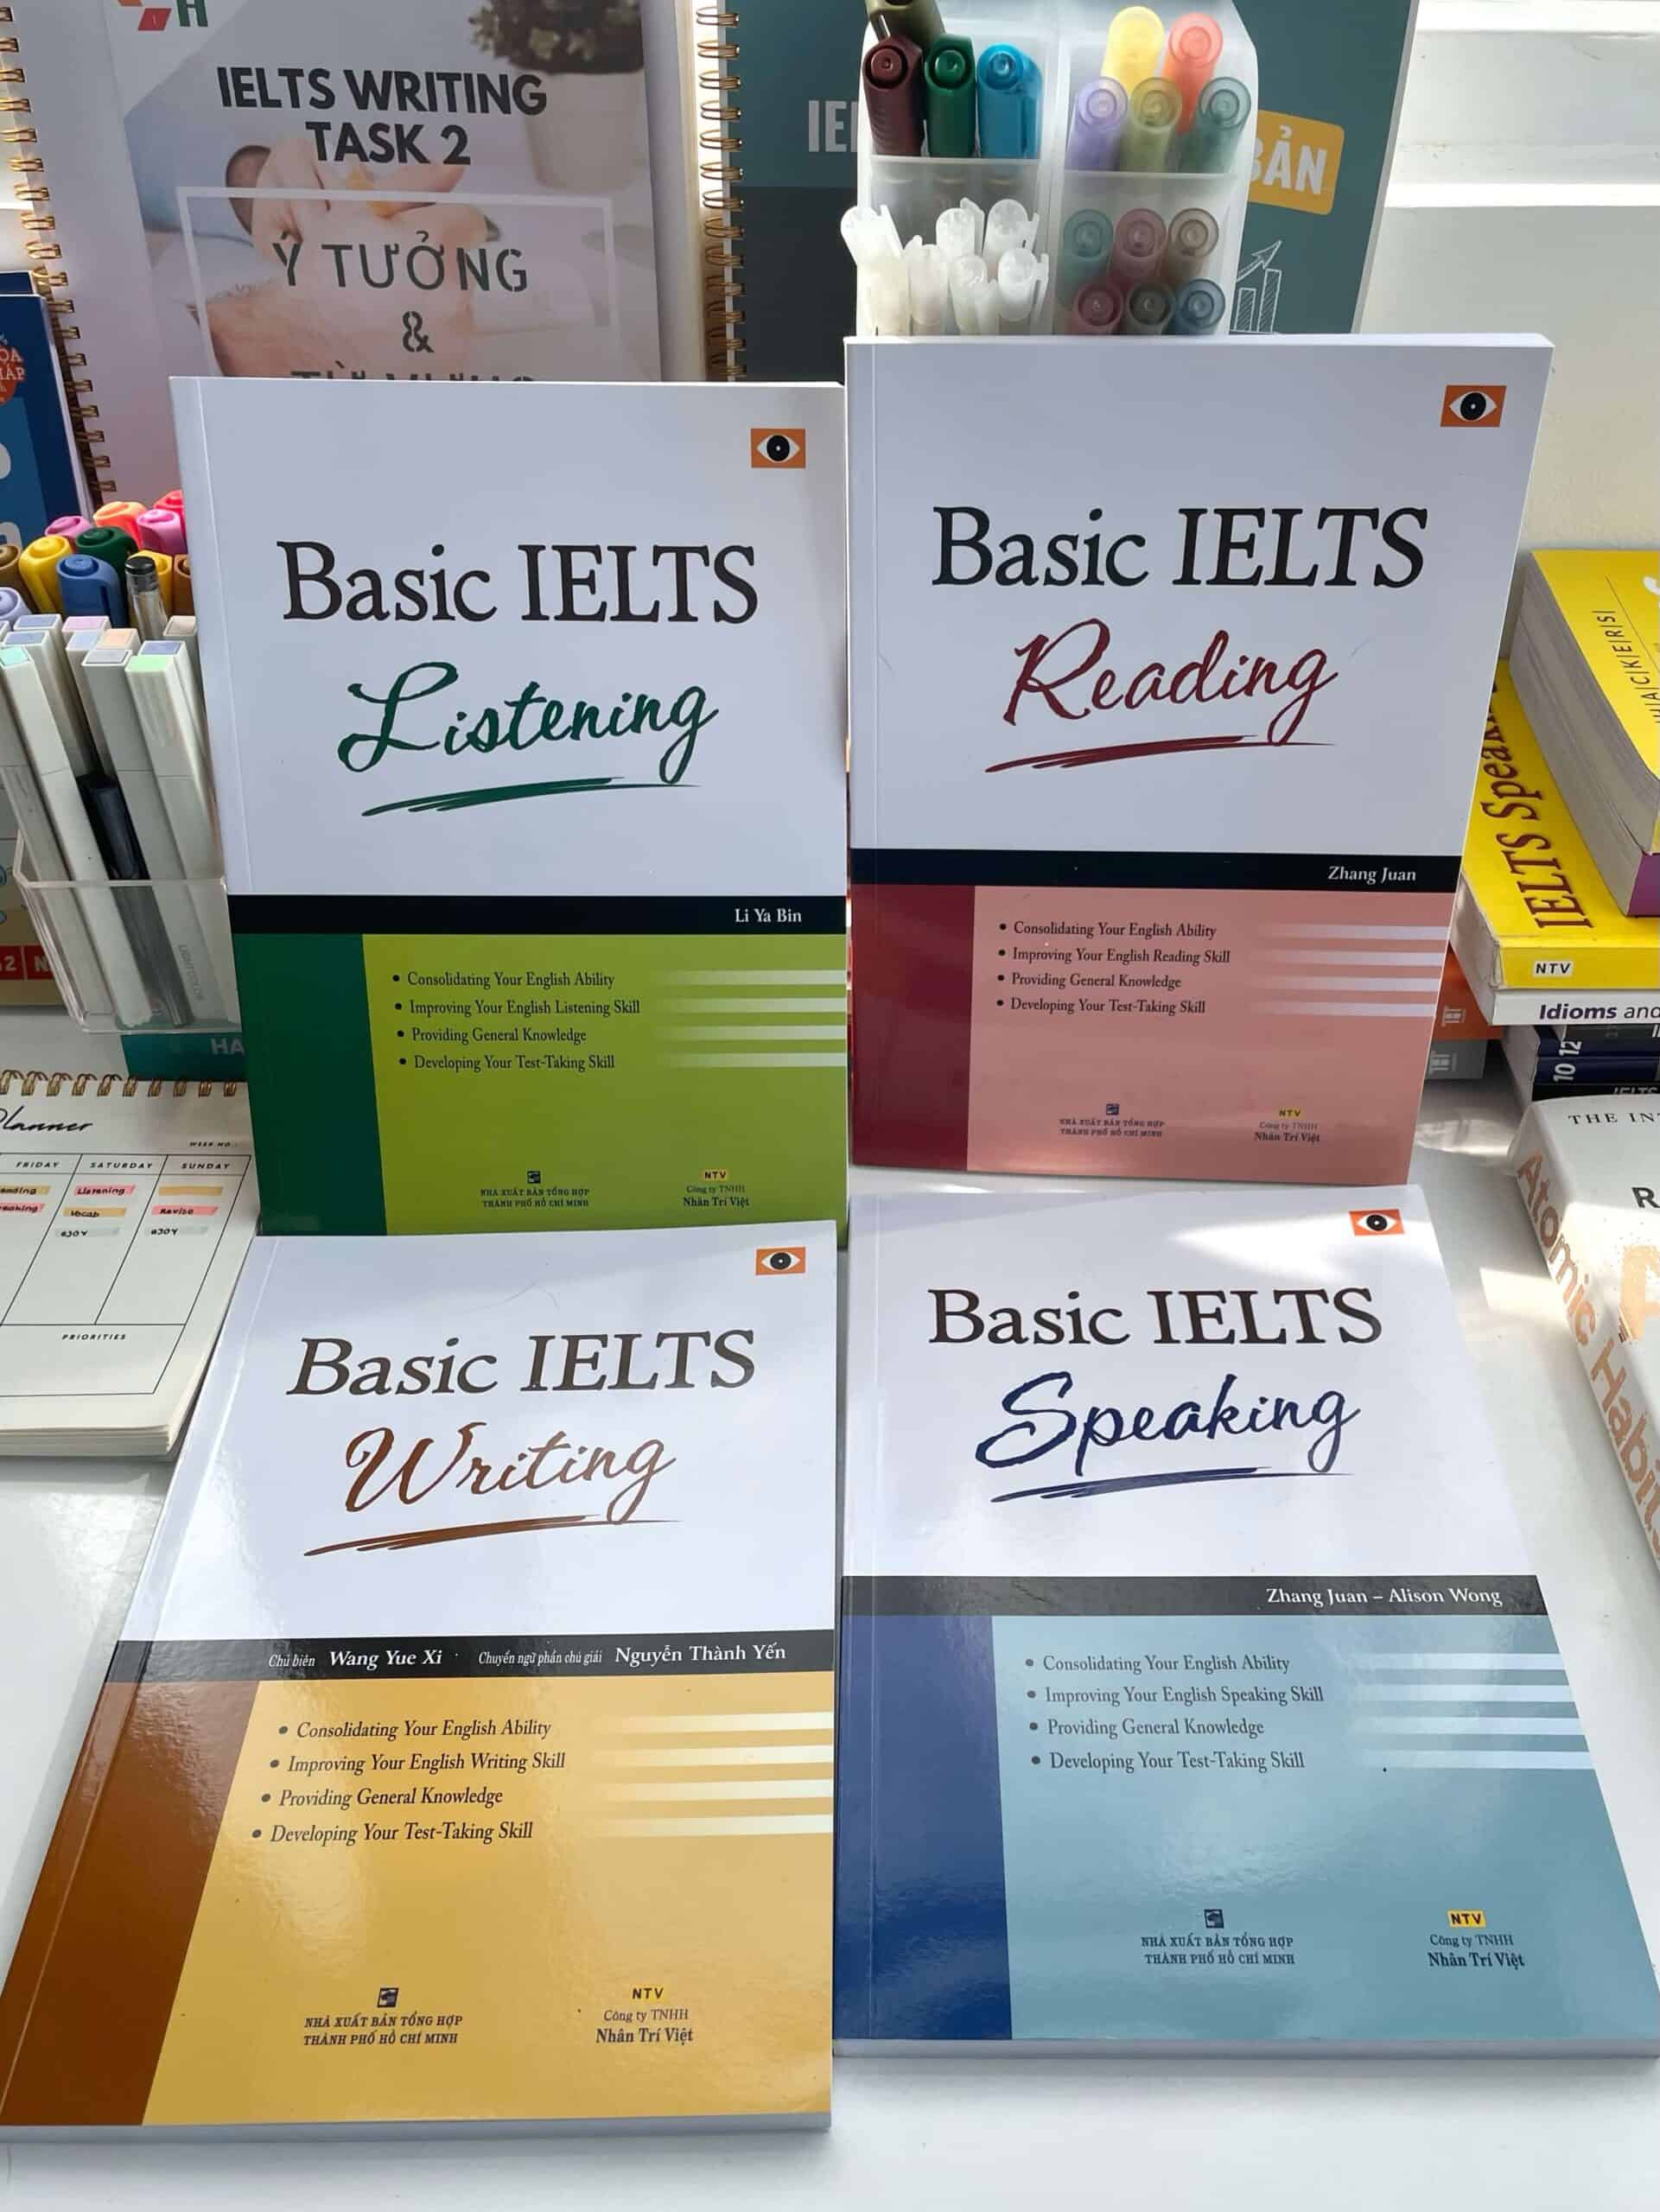 IELTS WRITING
TASK 2
Ý TƯỞNG
&
BẢN
Basic IELTS
Listening
Li Ya Bin
• Consolidating Your English Ability
• Improving Your English Listening Skill
• Providing General Knowledge
• Developing Your Test-Taking Skill
NHÀ XUẤT BẢN TỔNG HỢP
THÀNH PHỐ HỒ CHÍ MINH
NTV
Công ty TNHH
Nhân Trí Việt
Basic IELTS
Reading
Zhang Juan
• Consolidating Your English Ability
• Improving Your English Reading Skill
• Providing General Knowledge
• Developing Your Test-Taking Skill
NHÀ XUẤT BẢN TỔNG HỢP
THÀNH PHỐ HỒ CHÍ MINH
NTV
Công ty TNHH
Nhân Trí Việt
IELTS
NTV
Idioms and
10 12
THE
Atomic Habits
Planner
WEEK NO.:
FRIDAY SATURDAY SUNDAY
Listening
Vocab
Revise
PRIORITIES
Basic IELTS
Writing
Chủ biên Wang Yue Xi Chuyển ngữ phần chú giải Nguyễn Thành Yến
• Consolidating Your English Ability
• Improving Your English Writing Skill
• Providing General Knowledge
• Developing Your Test-Taking Skill
NHÀ XUẤT BẢN TỔNG HỢP
THÀNH PHỐ HỒ CHÍ MINH
NTV
Công ty TNHH
Nhân Trí Việt
Basic IELTS
Speaking
Zhang Juan – Alison Wong
• Consolidating Your English Ability
• Improving Your English Speaking Skill
• Providing General Knowledge
• Developing Your Test-Taking Skill
NHÀ XUẤT BẢN TỔNG HỢP
THÀNH PHỐ HỒ CHÍ MINH
NTV
Công ty TNHH
Nhân Trí Việt